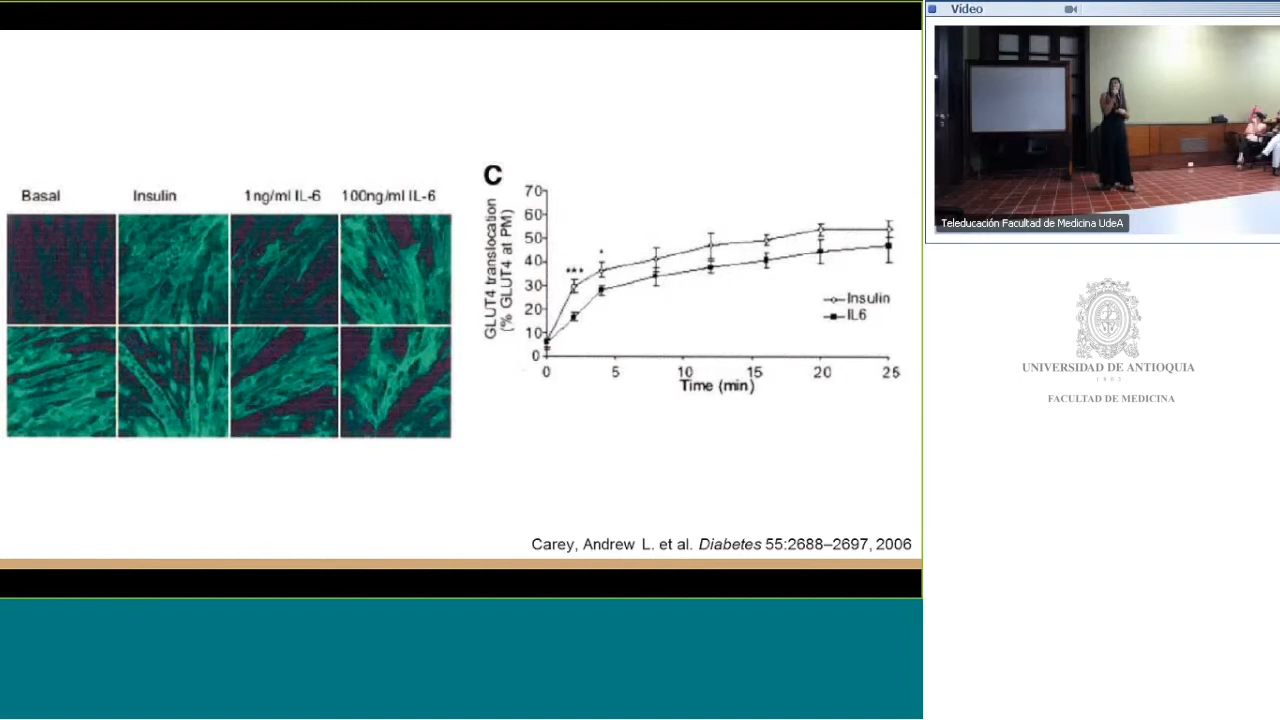 Basal
Insulin
1ng/ml IL-6
100ng/ml IL-6
C
GLUT4 translocation
(% GLUT4 at PM)
70
60
50
40
30
20
10
0
***
*
Insulin
IL6
0
5
10
15
20
25
Time (min)
Carey, Andrew L. et al. Diabetes 55:2688–2697, 2006
Vídeo
Teleducación Facultad de Medicina UdeA
UNIVERSIDAD DE ANTIOQUIA
1803
FACULTAD DE MEDICINA